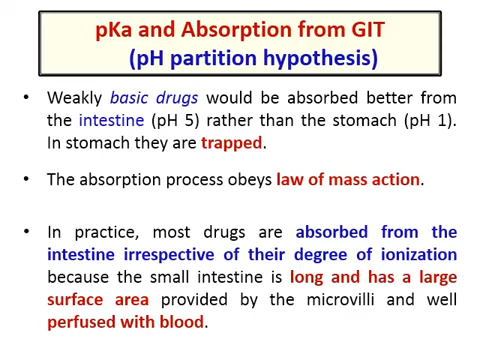 pKa and Absorption from GIT
(pH partition hypothesis)
• Weakly basic drugs would be absorbed better from
the intestine (pH 5) rather than the stomach (pH 1).
In stomach they are trapped.
• The absorption process obeys law of mass action.
• In practice, most drugs are absorbed from the
intestine irrespective of their degree of ionization
because the small intestine is long and has a large
surface area provided by the microvilli and well
perfused with blood.